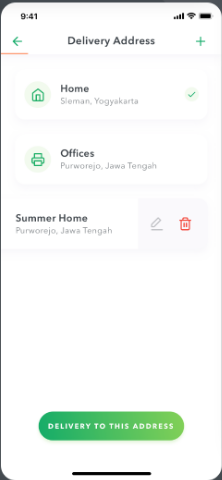 9:41
Delivery Address
Home
Sleman, Yogyakarta
Offices
Purworejo, Jawa Tengah
Summer Home
Purworejo, Jawa Tengah
DELIVERY TO THIS ADDRESS